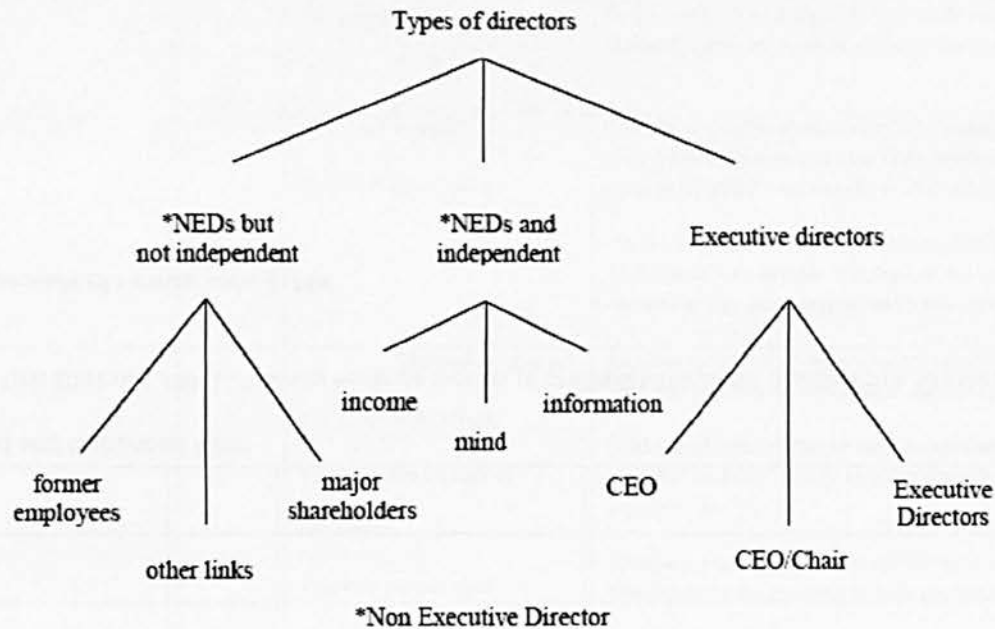 Types of directors
*NEDs but
not independent
*NEDs and
independent
Executive directors
income
mind
information
former
employees
other links
major
shareholders
CEO
CEO/Chair
Executive
Directors
*Non Executive Director